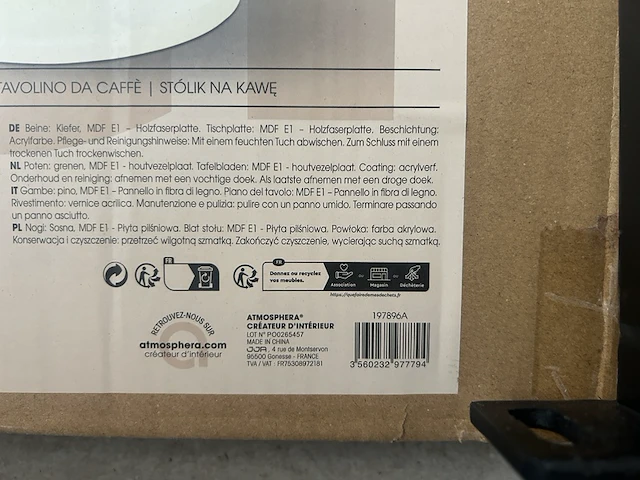 TAVOLINO DA CAFFÈ | STÓLIK NA KAWĘ
DE Beine: Kiefer, MDF E1 – Holzfaserplatte. Tischplatte: MDF E1 – Holzfaserplatte. Beschichtung:
Acrylfarbe. Pflege- und Reinigungshinweise: Mit einem feuchten Tuch abwischen. Zum Schluss mit einem
trockenen Tuch trockenwischen.
NL Poten: grenen, MDF E1 - houtvezelplaat. Tafelbladen: MDF E1 - houtvezelplaat. Coating: acrylverf.
Onderhoud en reiniging: afnemen met een vochtige doek. Als laatste afnemen met een droge doek.
IT Gambe: pino, MDF E1 - Pannello in fibra di legno. Piano del tavolo: MDF E1 – Pannello in fibra di legno.
Rivestimento: vernice acrilica. Manutenzione e pulizia: pulire con un panno umido. Terminare passando
un panno asciutto.
PL Nogi: Sosna, MDF E1 - Płyta pilśniowa. Blat stołu: MDF E1 - Płyta pilśniowa. Powłoka: farba akrylowa.
Konserwacja i czyszczenie: przetrzeć wilgotną szmatką. Zakończyć czyszczenie, wycierając suchą szmatką.
FR
FR
Donnez ou recyclez
vos meubles.
ou
ou
Association
Magasin
Déchèterie
https://quefairedemesdechets.fr
RETROUVEZ-NOUS SUR
atmosphera.com
créateur d'intérieur
ATMOSPHERA®
CRÉATEUR D'INTÉRIEUR
LOT N° PO0265457
MADE IN CHINA
JJA, 4 rue de Montservon
95500 Gonesse - FRANCE
TVA / VAT : FR75308972181
197896A
3 560232 977794